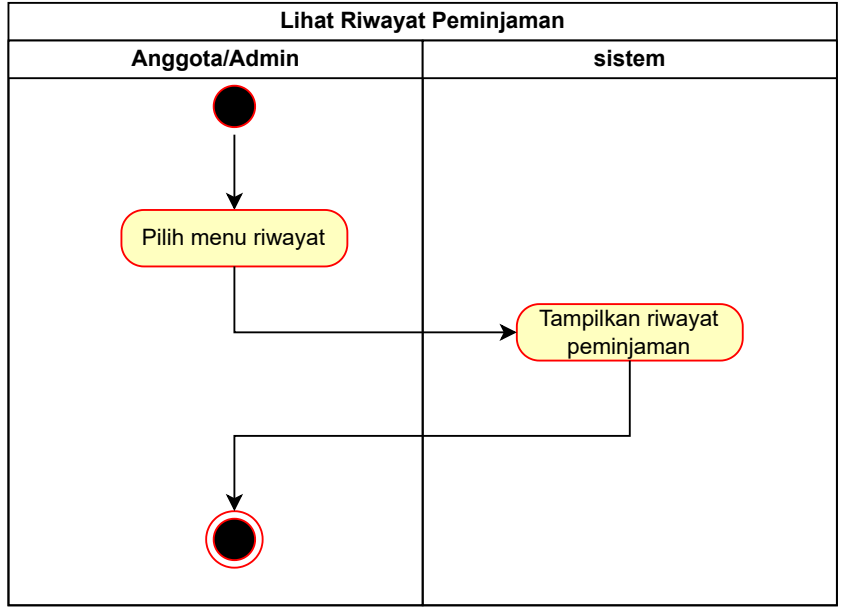 Lihat Riwayat Peminjaman
Anggota/Admin
sistem
Pilih menu riwayat
Tampilkan riwayat
peminjaman